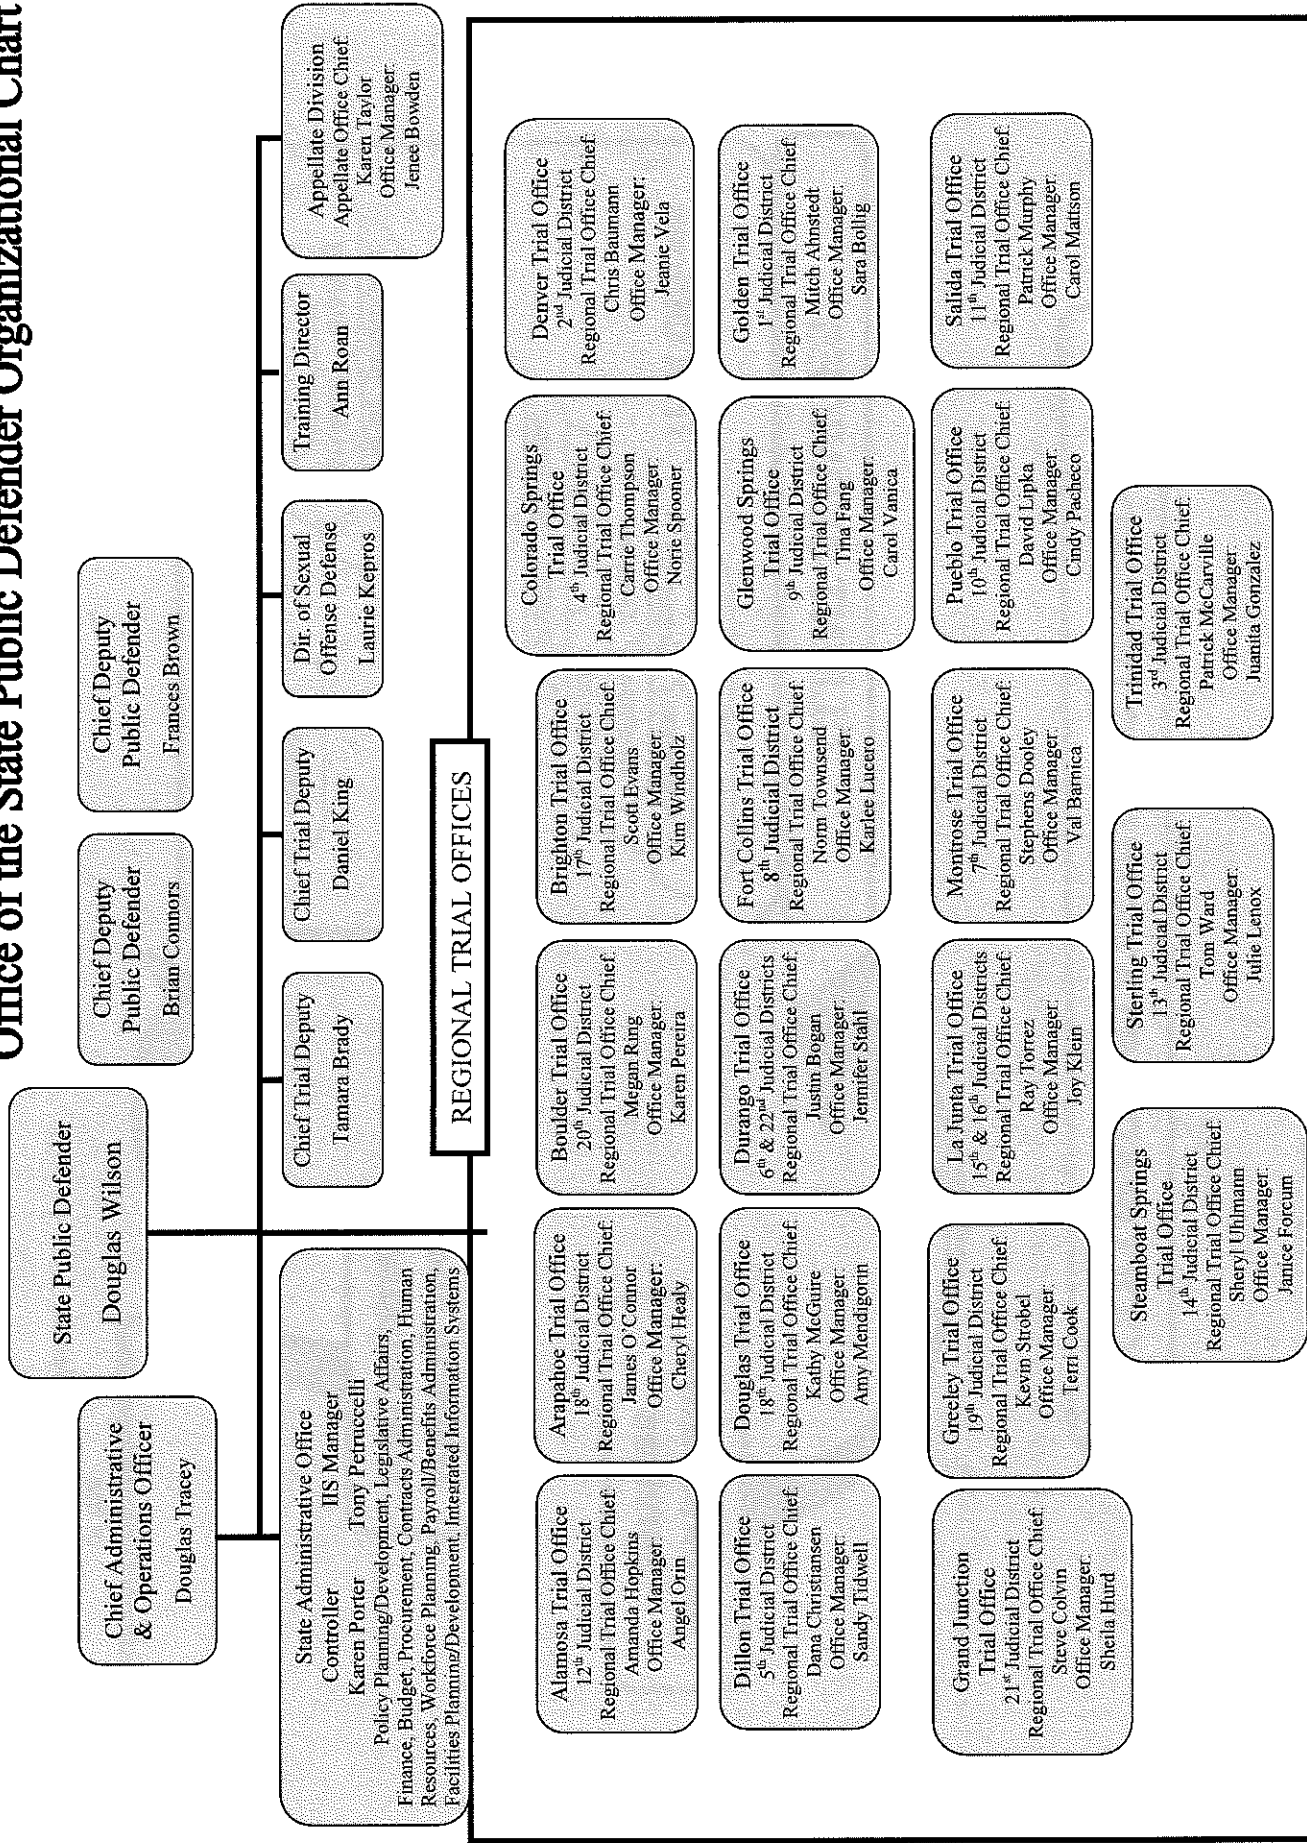 Office of the State Public Defender Organizational Chart
State Public Defender
Douglas Wilson
Chief Administrative
& Operations Officer
Douglas Tracey
Chief Deputy
Public Defender
Brian Connors
Chief Deputy
Public Defender
Frances Brown
State Administrative Office
Controller IIS Manager
Karen Porter Tony Petruccelli
Policy Planning/Development, Legislative Affairs,
Finance, Budget, Procurement, Contracts Administration, Human
Resources, Workforce Planning, Payroll/Benefits Administration,
Facilities Planning/Development, Integrated Information Systems
Chief Trial Deputy
Tamara Brady
Chief Trial Deputy
Daniel King
Dir. of Sexual
Offense Defense
Laurie Kepros
Training Director
Ann Roan
Appellate Division
Appellate Office Chief:
Karen Taylor
Office Manager:
Jenee Bowden
REGIONAL TRIAL OFFICES
Alamosa Trial Office
12th Judicial District
Regional Trial Office Chief:
Amanda Hopkins
Office Manager:
Angel Orin
Arapahoe Trial Office
18th Judicial District
Regional Trial Office Chief:
James O'Connor
Office Manager:
Cheryl Healy
Boulder Trial Office
20th Judicial District
Regional Trial Office Chief:
Megan Ring
Office Manager:
Karen Pereira
Brighton Trial Office
17th Judicial District
Regional Trial Office Chief:
Scott Evans
Office Manager:
Kim Windholz
Colorado Springs
Trial Office
4th Judicial District
Regional Trial Office Chief:
Carrie Thompson
Office Manager:
Norie Spooner
Denver Trial Office
2nd Judicial District
Regional Trial Office Chief:
Chris Baumann
Office Manager:
Jeanie Vela
Dillon Trial Office
5th Judicial District
Regional Trial Office Chief:
Dana Christiansen
Office Manager:
Sandy Tidwell
Douglas Trial Office
18th Judicial District
Regional Trial Office Chief:
Kathy McGuire
Office Manager:
Amy Mendigorin
Durango Trial Office
6th & 22nd Judicial Districts
Regional Trial Office Chief:
Justin Bogan
Office Manager:
Jennifer Stahl
Fort Collins Trial Office
8th Judicial District
Regional Trial Office Chief:
Norm Townsend
Office Manager:
Karlee Lucero
Glenwood Springs
Trial Office
9th Judicial District
Regional Trial Office Chief:
Tina Fang
Office Manager:
Carol Vanica
Golden Trial Office
1st Judicial District
Regional Trial Office Chief:
Mitch Ahnstedt
Office Manager:
Sara Bollig
Grand Junction
Trial Office
21st Judicial District
Regional Trial Office Chief:
Steve Colvin
Office Manager:
Sheila Hurd
Greeley Trial Office
19th Judicial District
Regional Trial Office Chief:
Kevin Strobel
Office Manager:
Terri Cook
La Junta Trial Office
15th & 16th Judicial Districts
Regional Trial Office Chief:
Ray Torrez
Office Manager:
Joy Klein
Montrose Trial Office
7th Judicial District
Regional Trial Office Chief:
Stephens Dooley
Office Manager:
Val Barnica
Pueblo Trial Office
10th Judicial District
Regional Trial Office Chief:
David Lipka
Office Manager:
Cindy Pacheco
Salida Trial Office
11th Judicial District
Regional Trial Office Chief:
Patrick Murphy
Office Manager:
Carol Mattson
Steamboat Springs
Trial Office
14th Judicial District
Regional Trial Office Chief:
Sheryl Uhlmann
Office Manager:
Janice Forcum
Sterling Trial Office
13th Judicial District
Regional Trial Office Chief:
Tom Ward
Office Manager:
Julie Lenox
Trinidad Trial Office
3rd Judicial District
Regional Trial Office Chief:
Patrick McCarville
Office Manager:
Juanita Gonzalez